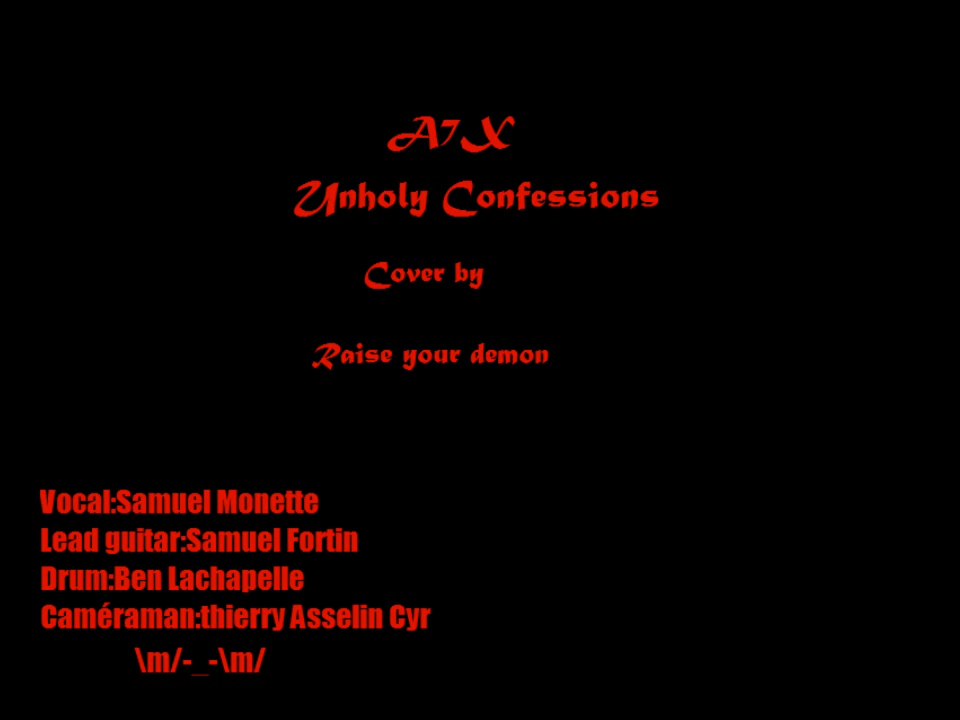 A7X
Unholy Confessions
Cover by
Raise your demon
Vocal:Samuel Monette
Lead guitar:Samuel Fortin
Drum:Ben Lachapelle
Caméraman:thierry Asselin Cyr
\m/-_-\m/